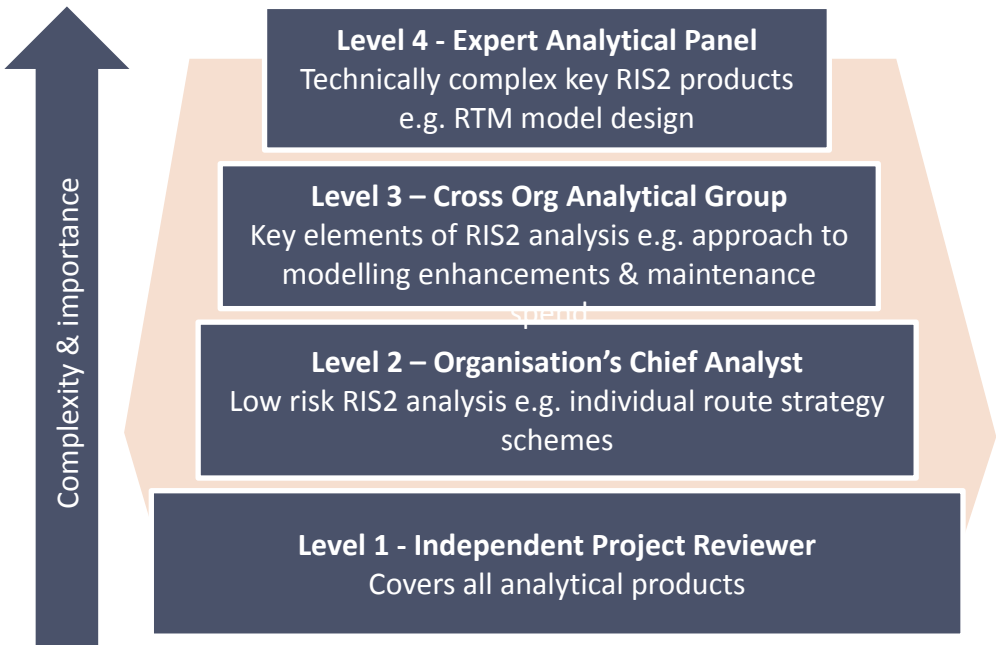 Level 4 - Expert Analytical Panel
Technically complex key RIS2 products
e.g. RTM model design
Level 3 – Cross Org Analytical Group
Key elements of RIS2 analysis e.g. approach to
modelling enhancements & maintenance
spend
Level 2 – Organisation’s Chief Analyst
Low risk RIS2 analysis e.g. individual route strategy
schemes
Level 1 - Independent Project Reviewer
Covers all analytical products
Complexity & importance